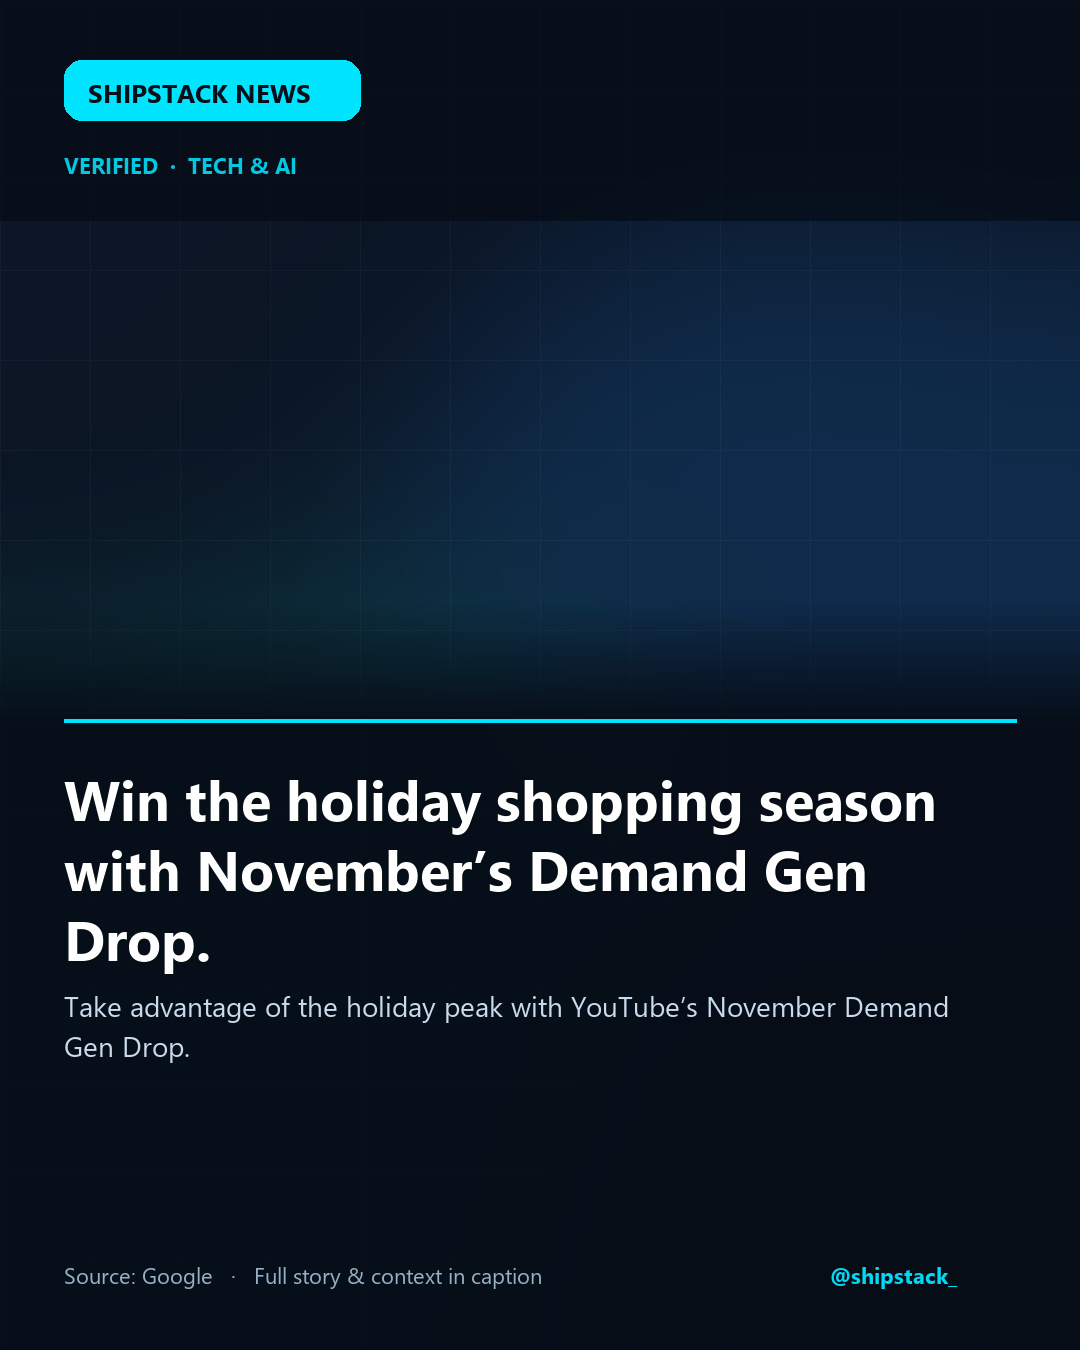 SHIPSTACK NEWS
VERIFIED · TECH & AI
Win the holiday shopping season
with November’s Demand Gen
Drop.
Take advantage of the holiday peak with YouTube’s November Demand
Gen Drop.
Source: Google · Full story & context in caption
@shipstack_